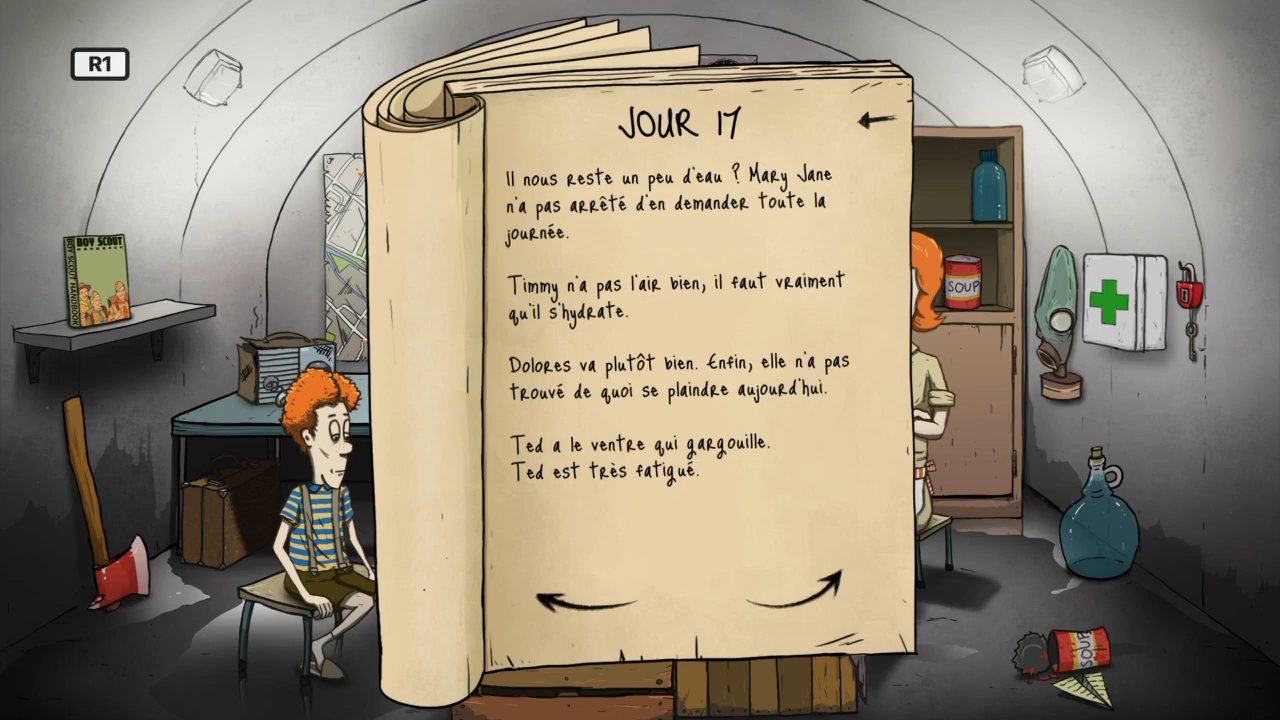 R1
JOUR 17
Il nous reste un peu d'eau ? Mary Jane
n'a pas arrêté d'en demander toute la
journée.
Timmy n'a pas l'air bien, il faut vraiment
qu'il s'hydrate.
Dolores va plutôt bien. Enfin, elle n'a pas
trouvé de quoi se plaindre aujourd'hui.
Ted a le ventre qui gargouille.
Ted est très fatigué.
BOY SCOUT
BOY SCOUT HANDBOOK
SOUP
SOUP